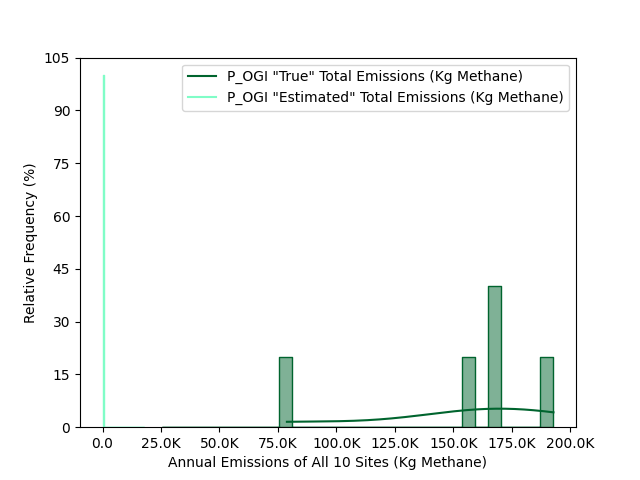 P_OGI "True" Total Emissions (Kg Methane)
P_OGI "Estimated" Total Emissions (Kg Methane)
105
90
75
60
45
30
15
0
Relative Frequency (%)
0.0 25.0K 50.0K 75.0K 100.0K 125.0K 150.0K 175.0K 200.0K
Annual Emissions of All 10 Sites (Kg Methane)